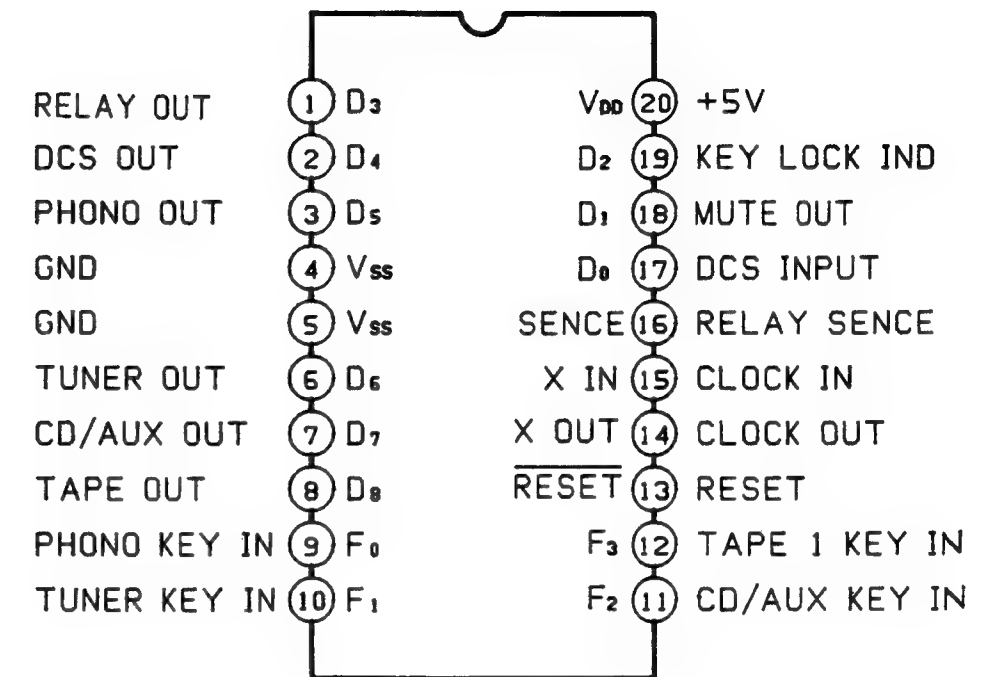 RELAY OUT 1 D3 VDD 20 +5V
DCS OUT 2 D4 D2 19 KEY LOCK IND
PHONO OUT 3 D5 D1 18 MUTE OUT
GND 4 VSS D0 17 DCS INPUT
GND 5 VSS SENCE 16 RELAY SENCE
TUNER OUT 6 D6 X IN 15 CLOCK IN
CD/AUX OUT 7 D7 X OUT 14 CLOCK OUT
TAPE OUT 8 D8 RESET 13 RESET
PHONO KEY IN 9 F0 F3 12 TAPE 1 KEY IN
TUNER KEY IN 10 F1 F2 11 CD/AUX KEY IN